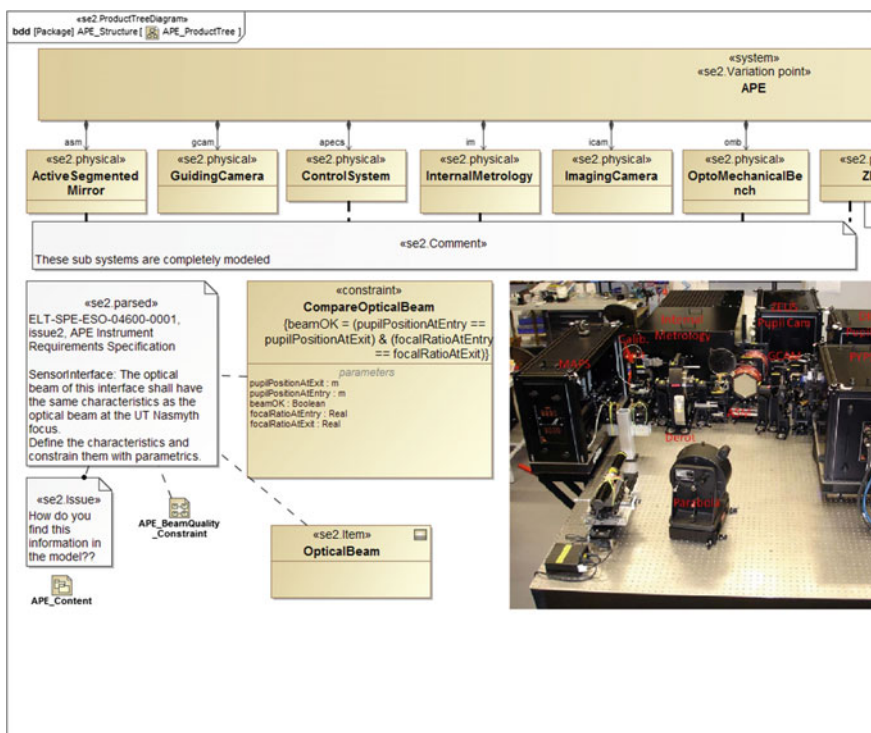 «se2.ProductTreeDiagram»
bdd [Package] APE_Structure [ APE_ProductTree ]
«system»
«se2.Variation point»
APE
asm
gcam
apecs
im
icam
omb
«se2.physical»
ActiveSegmented
Mirror
«se2.physical»
GuidingCamera
«se2.physical»
ControlSystem
«se2.physical»
InternalMetrology
«se2.physical»
ImagingCamera
«se2.physical»
OptoMechanicalBe
nch
«se2.p
«se2.Comment»
These sub systems are completely modeled
«se2.parsed»
ELT-SPE-ESO-04600-0001,
issue2, APE Instrument
Requirements Specification
SensorInterface: The optical
beam of this interface shall have
the same characteristics as the
optical beam at the UT Nasmyth
focus.
Define the characteristics and
constrain them with parametrics.
«constraint»
CompareOpticalBeam
{beamOK = (pupilPositionAtEntry ==
pupilPositionAtExit) & (focalRatioAtEntry
== focalRatioAtExit)}
parameters
pupilPositionAtExit : m
pupilPositionAtEntry : m
beamOK : Boolean
focalRatioAtEntry : Real
focalRatioAtExit : Real
«se2.Issue»
How do you
find this
information in
the model??
APE_BeamQuality
_Constraint
APE_Content
«se2.Item»
OpticalBeam
Internal
Metrology
Pupil Cam
Calib.
MAPS
GCAM
Derot
Parabola